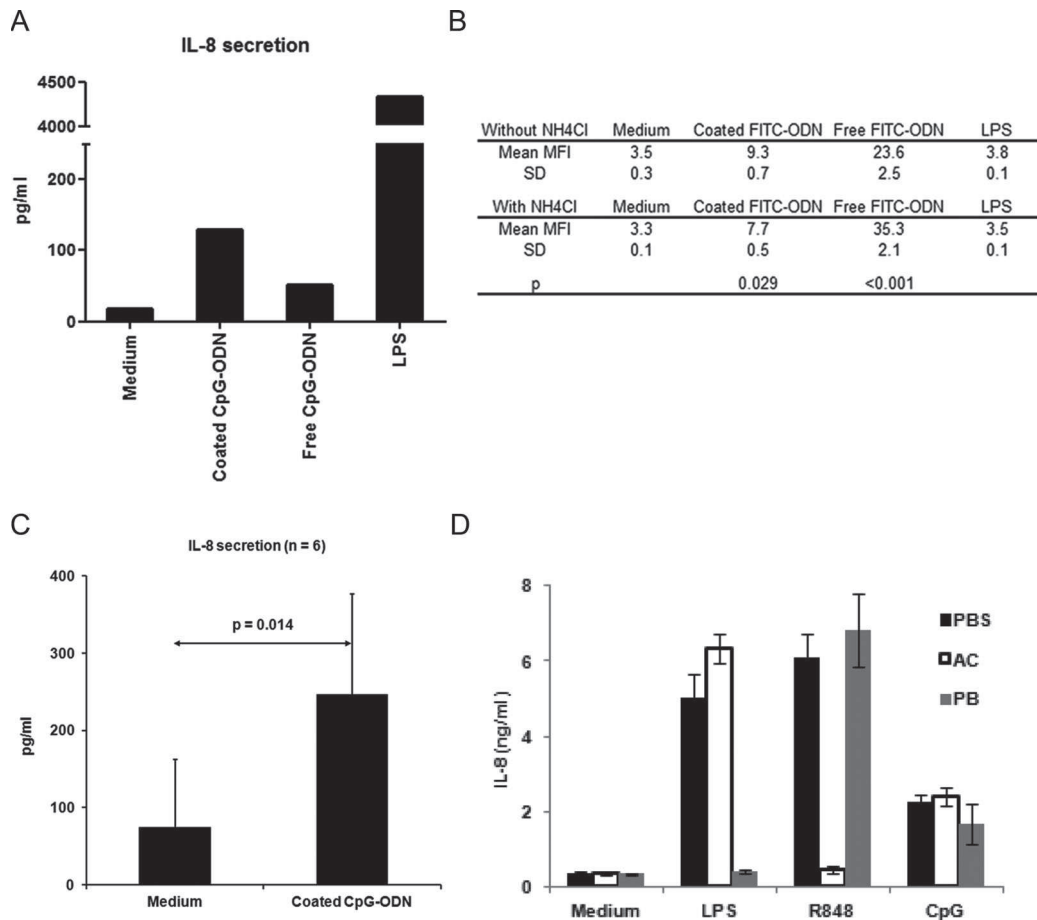 A
IL-8 secretion
4500
4000
200
100
0
pg/ml
Medium
Coated CpG-ODN
Free CpG-ODN
LPS
B
Without NH4Cl Medium Coated FITC-ODN Free FITC-ODN LPS
Mean MFI 3.5 9.3 23.6 3.8
SD 0.3 0.7 2.5 0.1
With NH4Cl Medium Coated FITC-ODN Free FITC-ODN LPS
Mean MFI 3.3 7.7 35.3 3.5
SD 0.1 0.5 2.1 0.1
p 0.029 <0.001
C
IL-8 secretion (n = 6)
400
300
200
100
0
pg/ml
p = 0.014
Medium Coated CpG-ODN
D
8
6
4
2
0
IL-8 (ng/ml)
PBS
AC
PB
Medium LPS R848 CpG